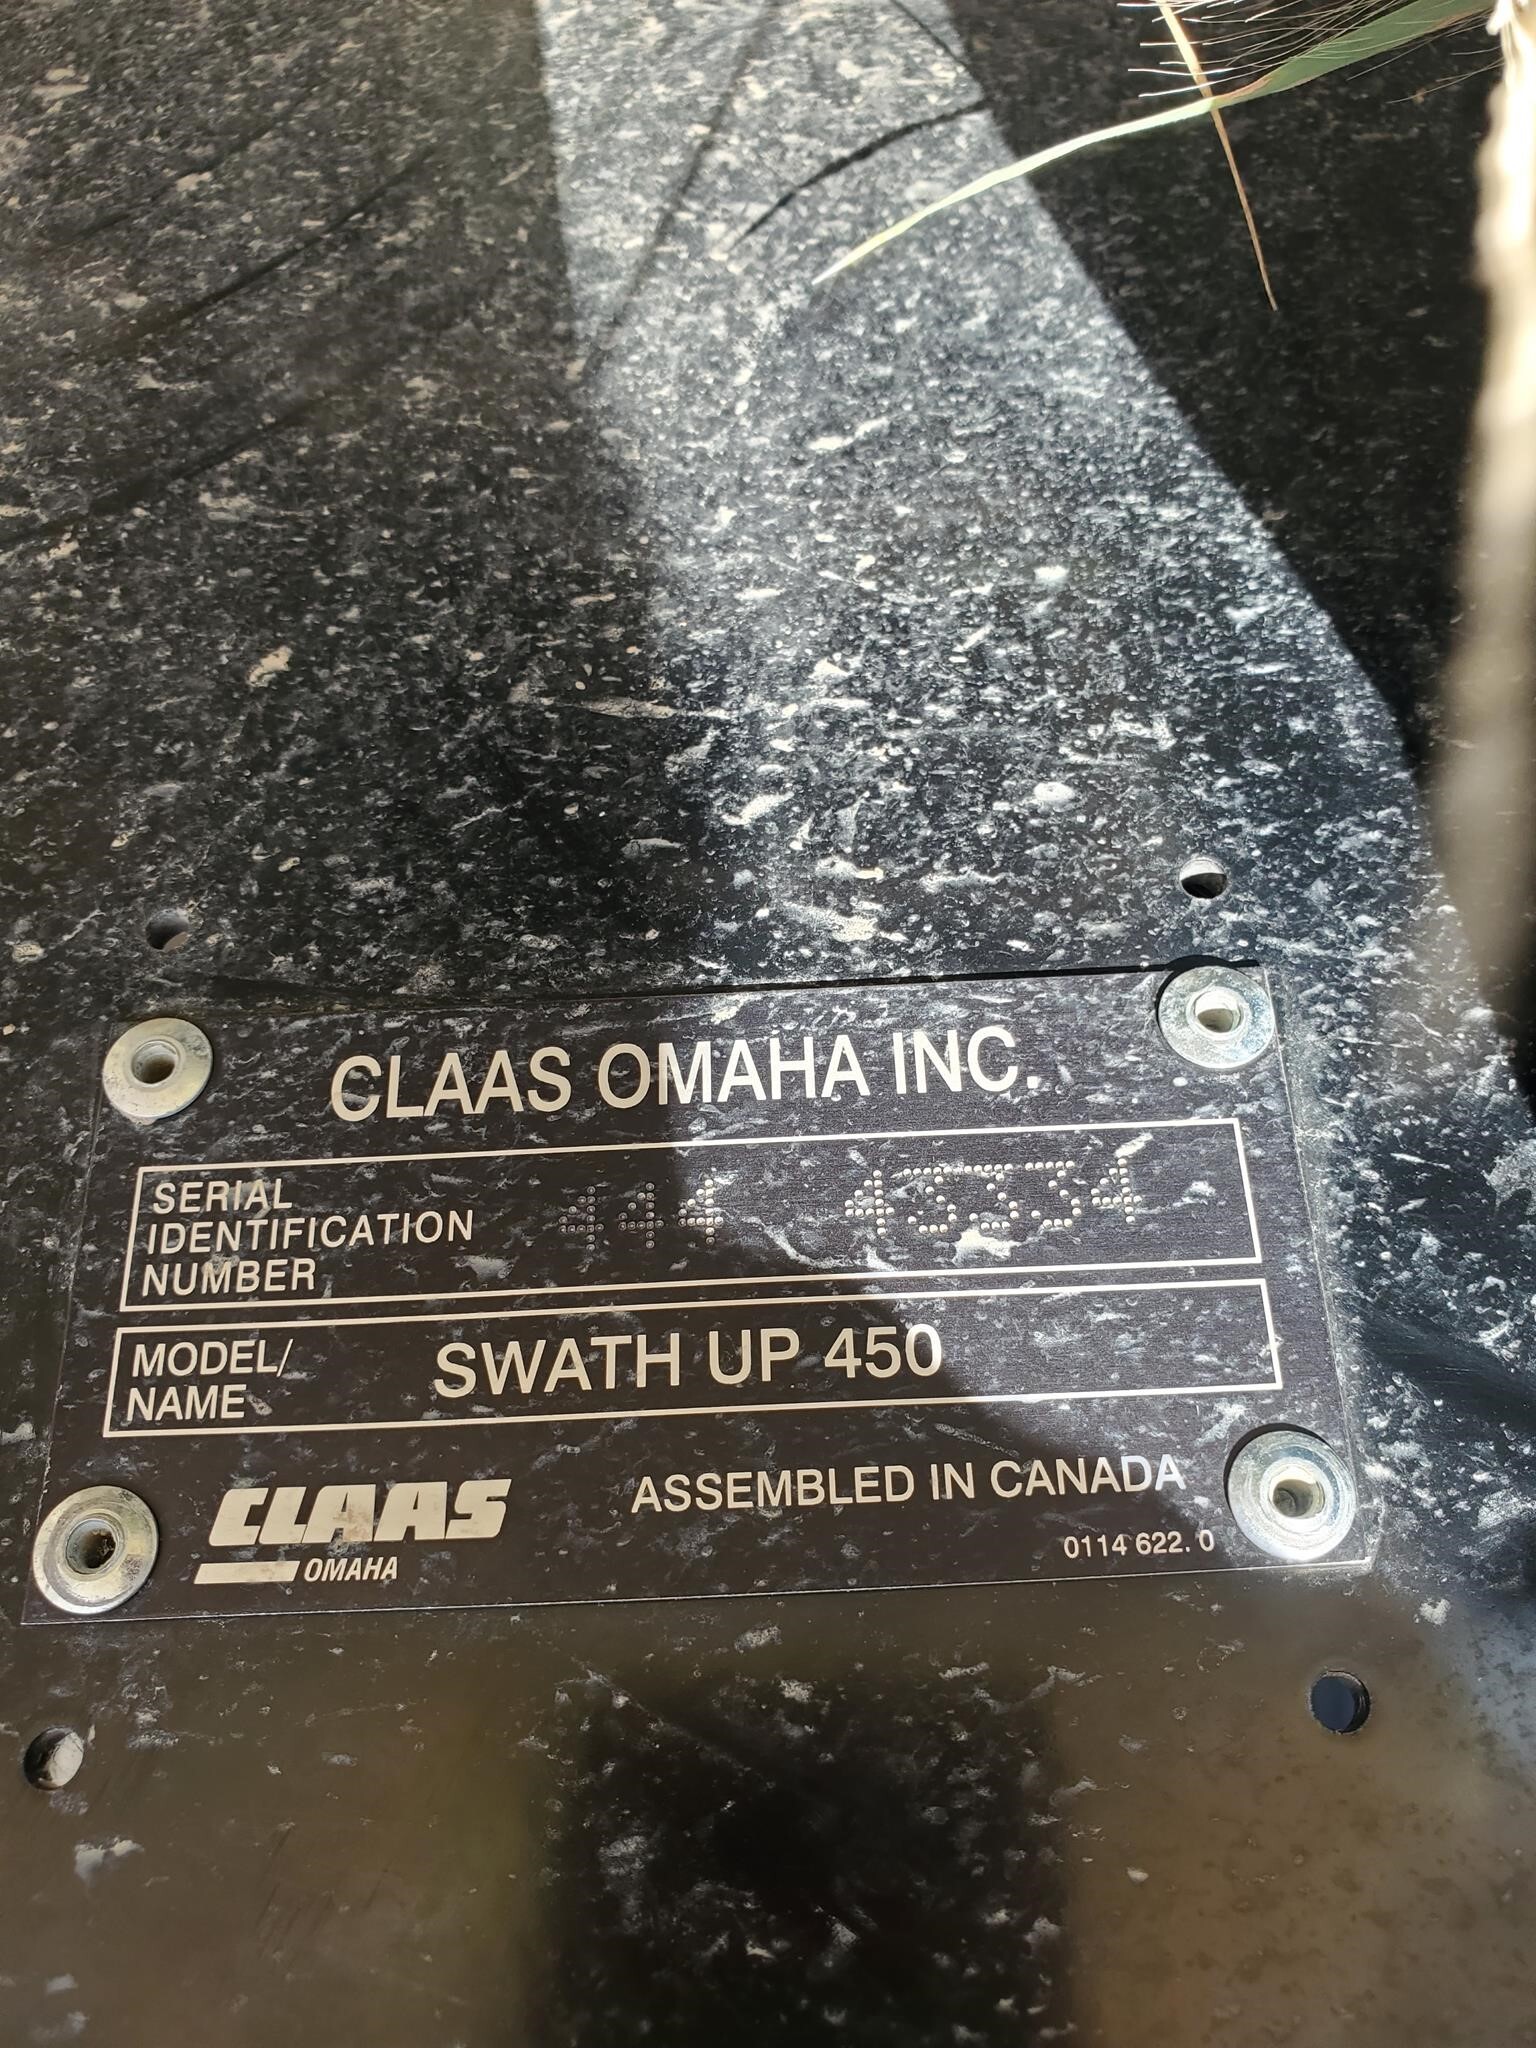 CLAAS OMAHA INC.
SERIAL
IDENTIFICATION
NUMBER
444 43334
MODEL/
NAME
SWATH UP 450
CLAAS
OMAHA
ASSEMBLED IN CANADA
0114 622. 0